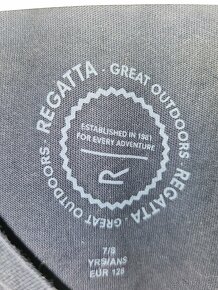 REGATTA · GREAT OUTDOORS · REGATTA · GREAT OUTDOORS ·
ESTABLISHED IN 1981
FOR EVERY ADVENTURE
R
7/8
YRS/ANS
EUR 128